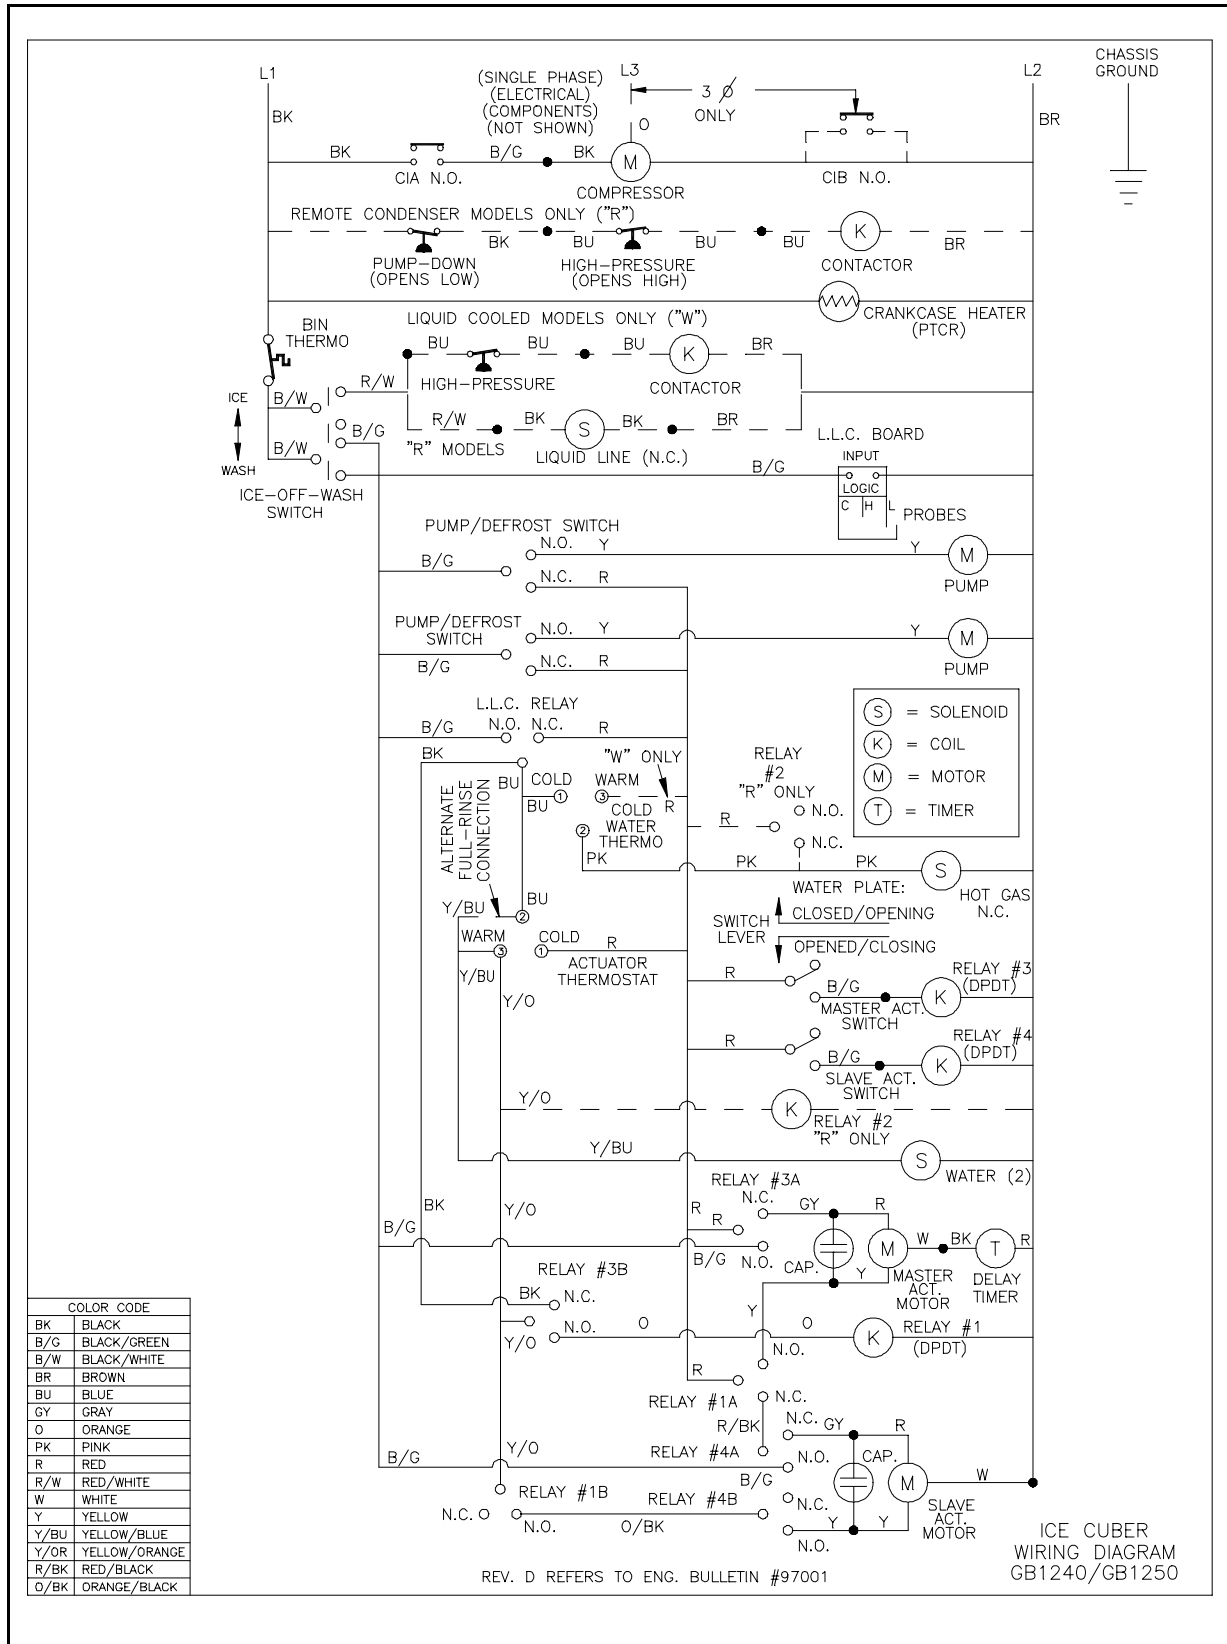 L1
(SINGLE PHASE)
(ELECTRICAL)
(COMPONENTS)
(NOT SHOWN)
L3
3 Ø
ONLY
L2
CHASSIS
GROUND
BK
O
BR
BK
B/G
BK
M
CIA N.O.
COMPRESSOR
CIB N.O.
REMOTE CONDENSER MODELS ONLY ("R")
BK
BU
BU
BU
K
BR
PUMP-DOWN
(OPENS LOW)
HIGH-PRESSURE
(OPENS HIGH)
CONTACTOR
CRANKCASE HEATER
(PTCR)
BIN
THERMO
LIQUID COOLED MODELS ONLY ("W")
BU
BU
BU
K
BR
HIGH-PRESSURE
CONTACTOR
R/W
ICE
B/W
WASH
B/W
B/G
R/W
BK
S
BK
BR
"R" MODELS
LIQUID LINE (N.C.)
ICE-OFF-WASH
SWITCH
B/G
L.L.C. BOARD
INPUT
LOGIC
C H L
PROBES
PUMP/DEFROST SWITCH
N.O. Y
Y
M
PUMP
B/G
N.C. R
PUMP/DEFROST
SWITCH
N.O. Y
Y
M
PUMP
B/G
N.C. R
L.L.C. RELAY
B/G
N.O. N.C.
R
S = SOLENOID
K = COIL
M = MOTOR
T = TIMER
BK
BU
BU
COLD
1
WARM
3
"W" ONLY
R
COLD
WATER
THERMO
2
PK
RELAY
#2
"R" ONLY
N.O.
R
N.C.
PK
PK
S
HOT GAS
N.C.
ALTERNATE
FULL-RINSE
CONNECTION
BU
Y/BU
2
WARM
3
COLD
1
R
ACTUATOR
THERMOSTAT
Y/BU
Y/O
WATER PLATE:
SWITCH
LEVER
CLOSED/OPENING
OPENED/CLOSING
R
B/G
K
RELAY #3
(DPDT)
MASTER ACT.
SWITCH
R
B/G
K
RELAY #4
(DPDT)
SLAVE ACT.
SWITCH
Y/O
K
RELAY #2
"R" ONLY
Y/BU
S
WATER (2)
RELAY #3A
N.C.
GY
R
BK
Y/O
R
R
B/G
B/G
N.O.
CAP.
M
W
BK
T
R
Y
MASTER
ACT.
MOTOR
DELAY
TIMER
RELAY #3B
BK
N.C.
Y/O
N.O.
O
O
K
RELAY #1
(DPDT)
Y
N.O.
R
RELAY #1A
N.C.
R/BK
N.C.
GY
R
RELAY #4A
N.O.
CAP.
B/G
Y/O
B/G
M
W
SLAVE
ACT.
MOTOR
RELAY #1B
N.C.
N.O.
O/BK
RELAY #4B
N.C.
N.O.
Y
Y
COLOR CODE
BK BLACK
B/G BLACK/GREEN
B/W BLACK/WHITE
BR BROWN
BU BLUE
GY GRAY
O ORANGE
PK PINK
R RED
R/W RED/WHITE
W WHITE
Y YELLOW
Y/BU YELLOW/BLUE
Y/OR YELLOW/ORANGE
R/BK RED/BLACK
O/BK ORANGE/BLACK
REV. D REFERS TO ENG. BULLETIN #97001
ICE CUBER
WIRING DIAGRAM
GB1240/GB1250